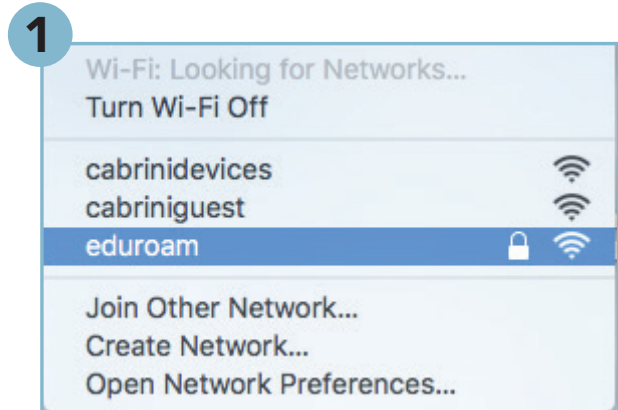 1
Wi-Fi: Looking for Networks...
Turn Wi-Fi Off
cabrinidevices
cabriniguest
eduroam
Join Other Network...
Create Network...
Open Network Preferences...